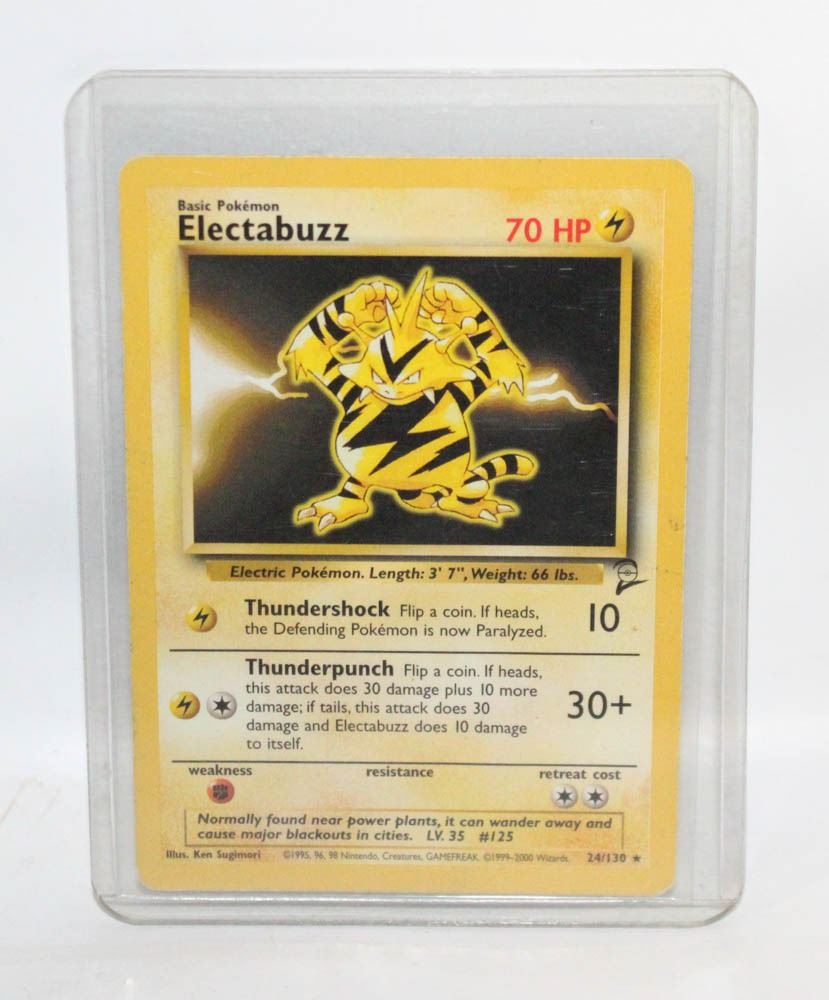 Basic Pokémon
Electabuzz 70 HP
Electric Pokémon. Length: 3' 7", Weight: 66 lbs.
Thundershock Flip a coin. If heads,
the Defending Pokémon is now Paralyzed. 10
Thunderpunch Flip a coin. If heads,
this attack does 30 damage plus 10 more
damage; if tails, this attack does 30
damage and Electabuzz does 10 damage
to itself. 30+
weakness resistance retreat cost
Normally found near power plants, it can wander away and
cause major blackouts in cities. LV. 35 #125
Illus. Ken Sugimori ©1995, 96, 98 Nintendo, Creatures, GAMEFREAK. ©1999-2000 Wizards. 24/130 ★